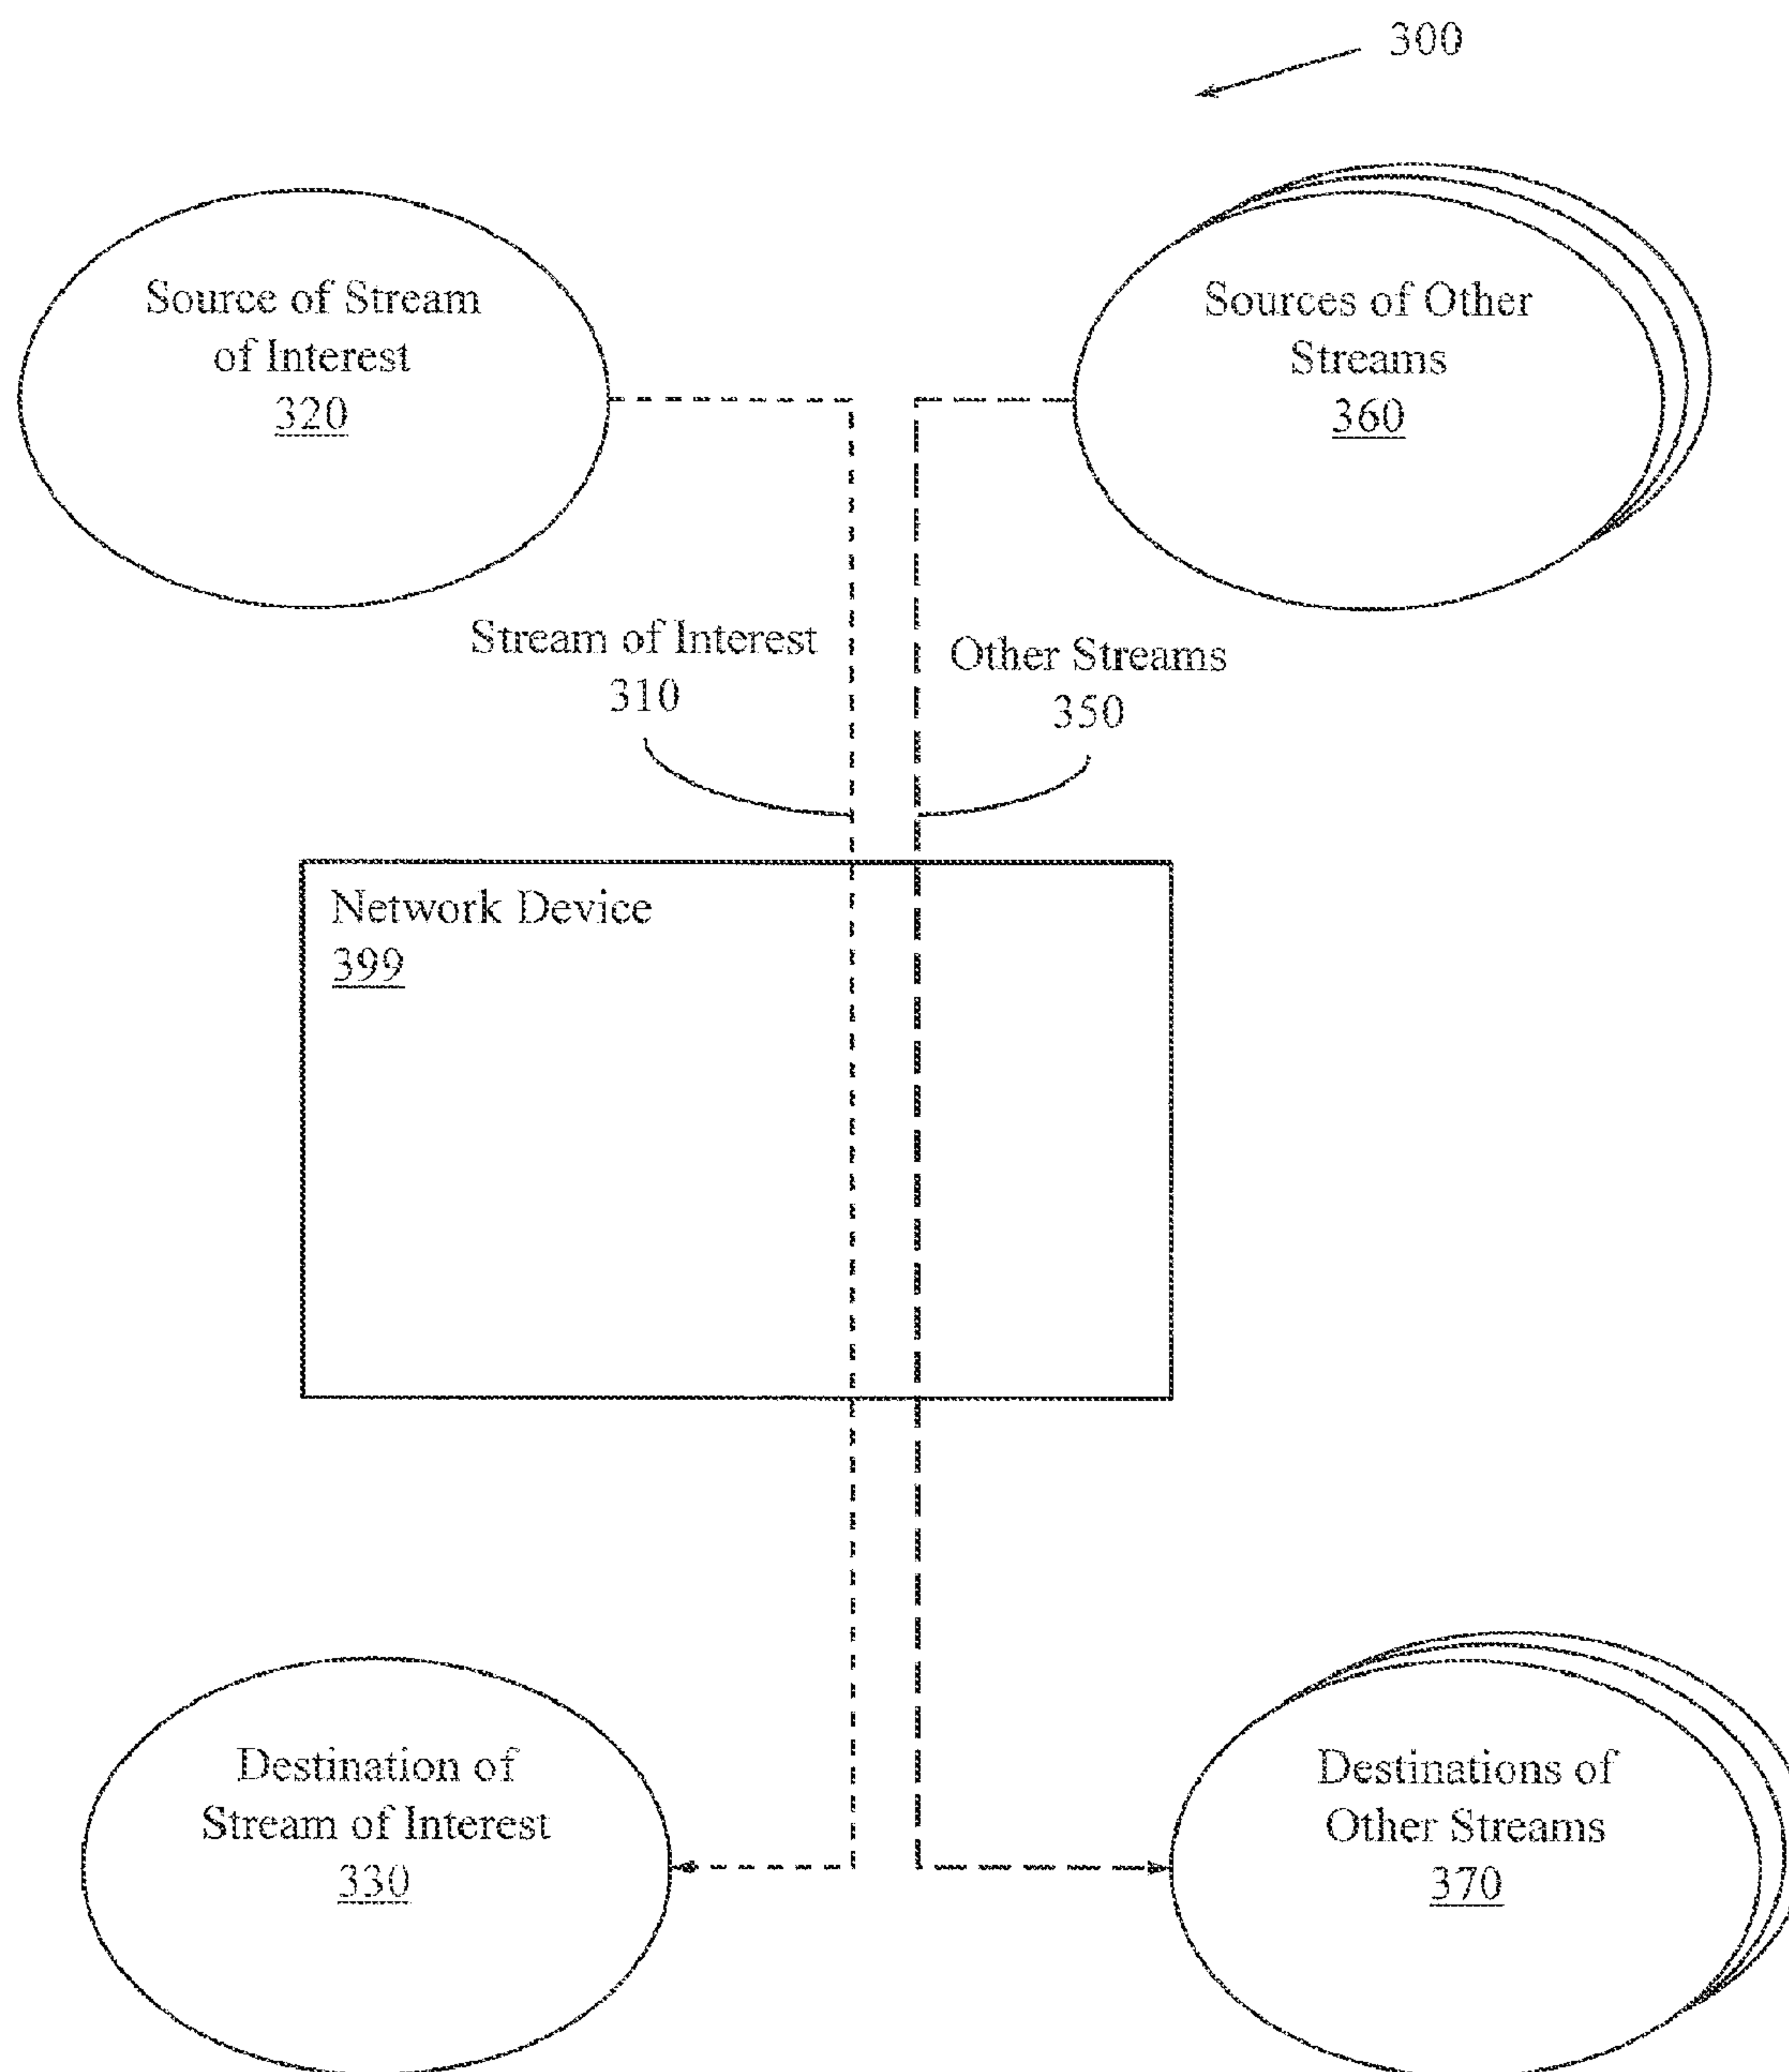 300
Source of Stream
of Interest
320
Sources of Other
Streams
360
Stream of Interest
310
Other Streams
350
Network Device
399
Destination of
Stream of Interest
330
Destinations of
Other Streams
370